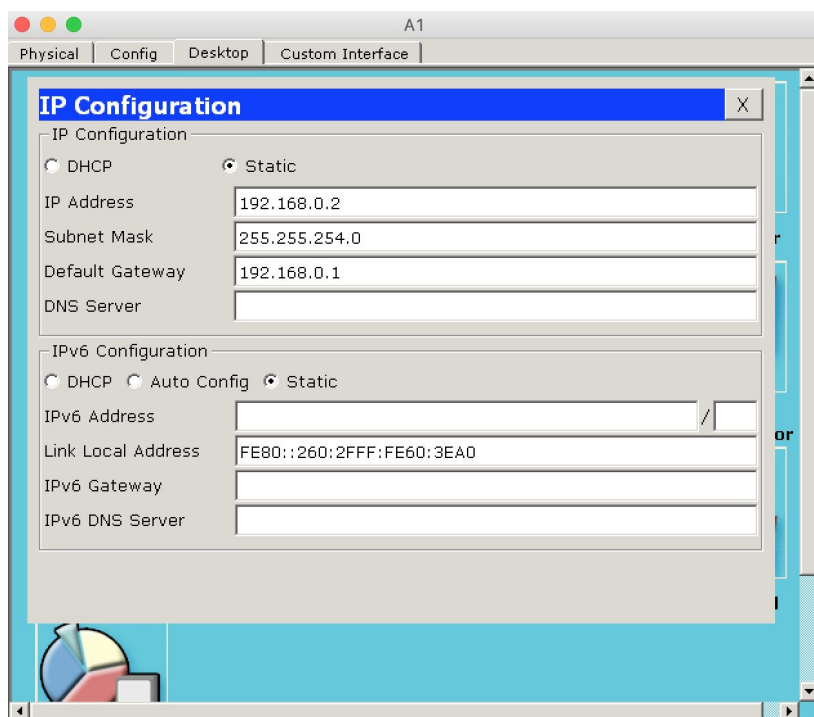 A1
Physical Config Desktop Custom Interface
IP Configuration X
IP Configuration
DHCP Static
IP Address 192.168.0.2
Subnet Mask 255.255.254.0
r
Default Gateway 192.168.0.1
DNS Server
IPv6 Configuration
DHCP Auto Config Static
IPv6 Address /
or
Link Local Address FE80::260:2FFF:FE60:3EA0
IPv6 Gateway
IPv6 DNS Server